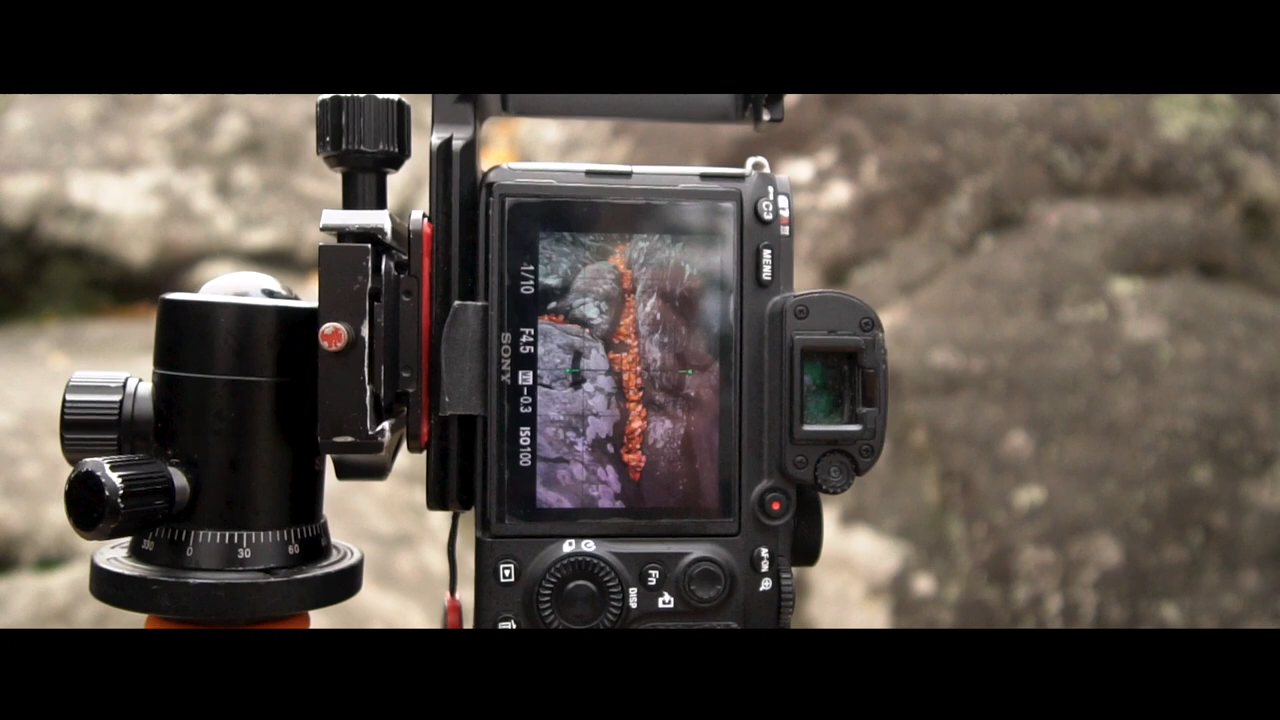 C3
MENU
1/10 F4.5 -0.3 ISO100
SONY
330 0 30 60
AF-ON
Fn
DISP